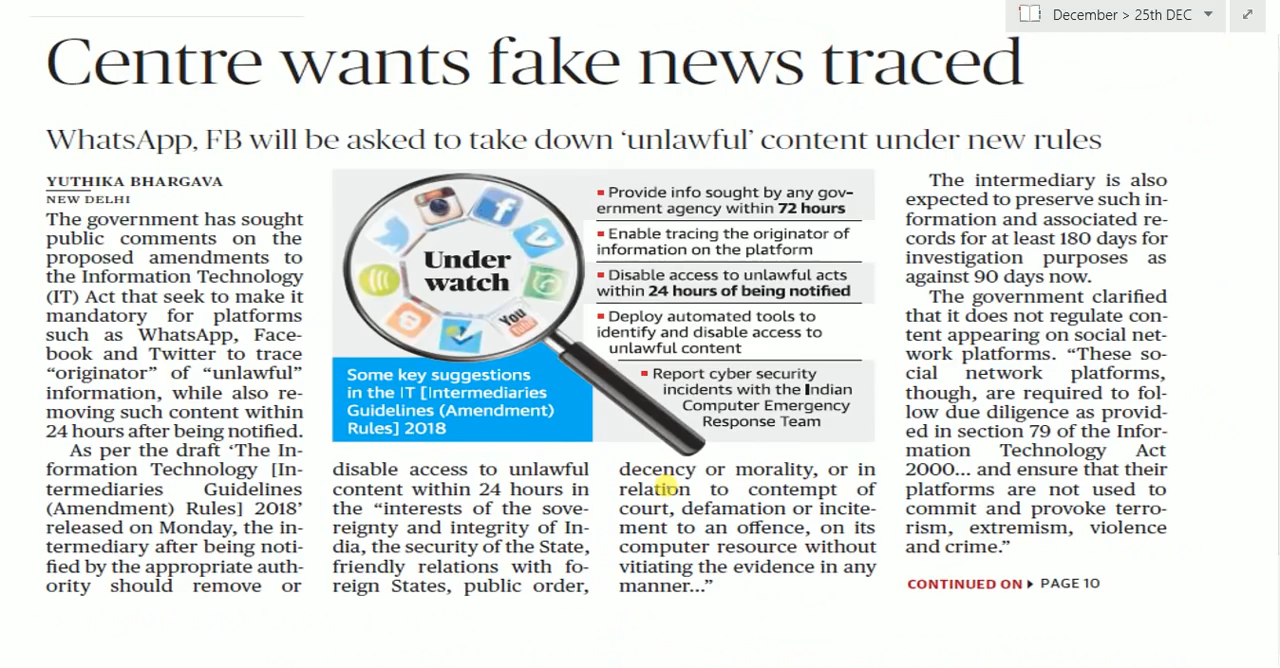 December > 25th DEC
Centre wants fake news traced
WhatsApp, FB will be asked to take down ‘unlawful’ content under new rules
YUTHIKA BHARGAVA
NEW DELHI
The government has sought
public comments on the
proposed amendments to
the Information Technology
(IT) Act that seek to make it
mandatory for platforms
such as WhatsApp, Face-
book and Twitter to trace
“originator” of “unlawful”
information, while also re-
moving such content within
24 hours after being notified.
As per the draft ‘The In-
formation Technology [In-
termediaries Guidelines
(Amendment) Rules] 2018’
released on Monday, the in-
termediary after being noti-
fied by the appropriate auth-
ority should remove or
Under
watch
You
Some key suggestions
in the IT [Intermediaries
Guidelines (Amendment)
Rules] 2018
Provide info sought by any gov-
ernment agency within 72 hours
Enable tracing the originator of
information on the platform
Disable access to unlawful acts
within 24 hours of being notified
Deploy automated tools to
identify and disable access to
unlawful content
Report cyber security
incidents with the Indian
Computer Emergency
Response Team
disable access to unlawful
content within 24 hours in
the “interests of the sove-
reignty and integrity of In-
dia, the security of the State,
friendly relations with fo-
reign States, public order,
decency or morality, or in
relation to contempt of
court, defamation or incite-
ment to an offence, on its
computer resource without
vitiating the evidence in any
manner...”
The intermediary is also
expected to preserve such in-
formation and associated re-
cords for at least 180 days for
investigation purposes as
against 90 days now.
The government clarified
that it does not regulate con-
tent appearing on social net-
work platforms. “These so-
cial network platforms,
though, are required to fol-
low due diligence as provid-
ed in section 79 of the Infor-
mation Technology Act
2000... and ensure that their
platforms are not used to
commit and provoke terro-
rism, extremism, violence
and crime.”
CONTINUED ON PAGE 10